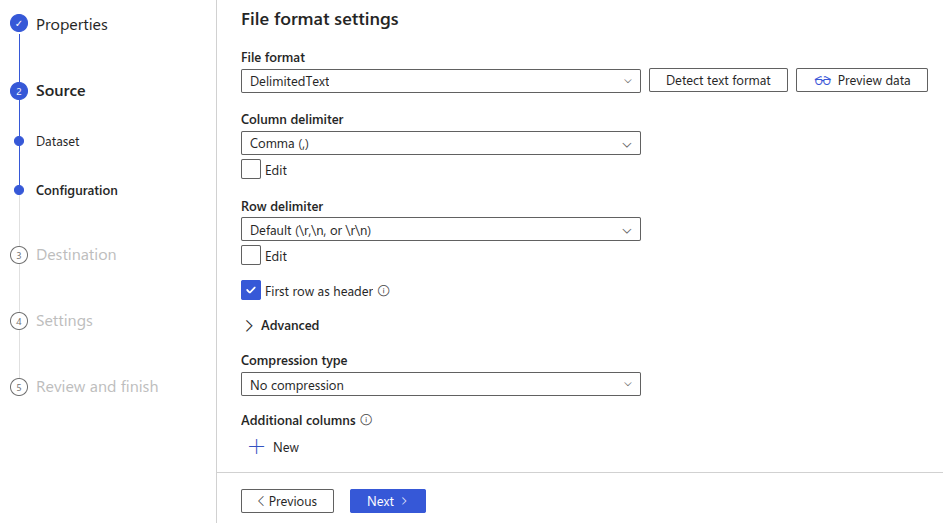 Properties
2 Source
Dataset
Configuration
3 Destination
4 Settings
5 Review and finish
File format settings
File format
DelimitedText
Detect text format
Preview data
Column delimiter
Comma (,)
Edit
Row delimiter
Default (\r,\n, or \r\n)
Edit
First row as header
Advanced
Compression type
No compression
Additional columns
New
Previous
Next